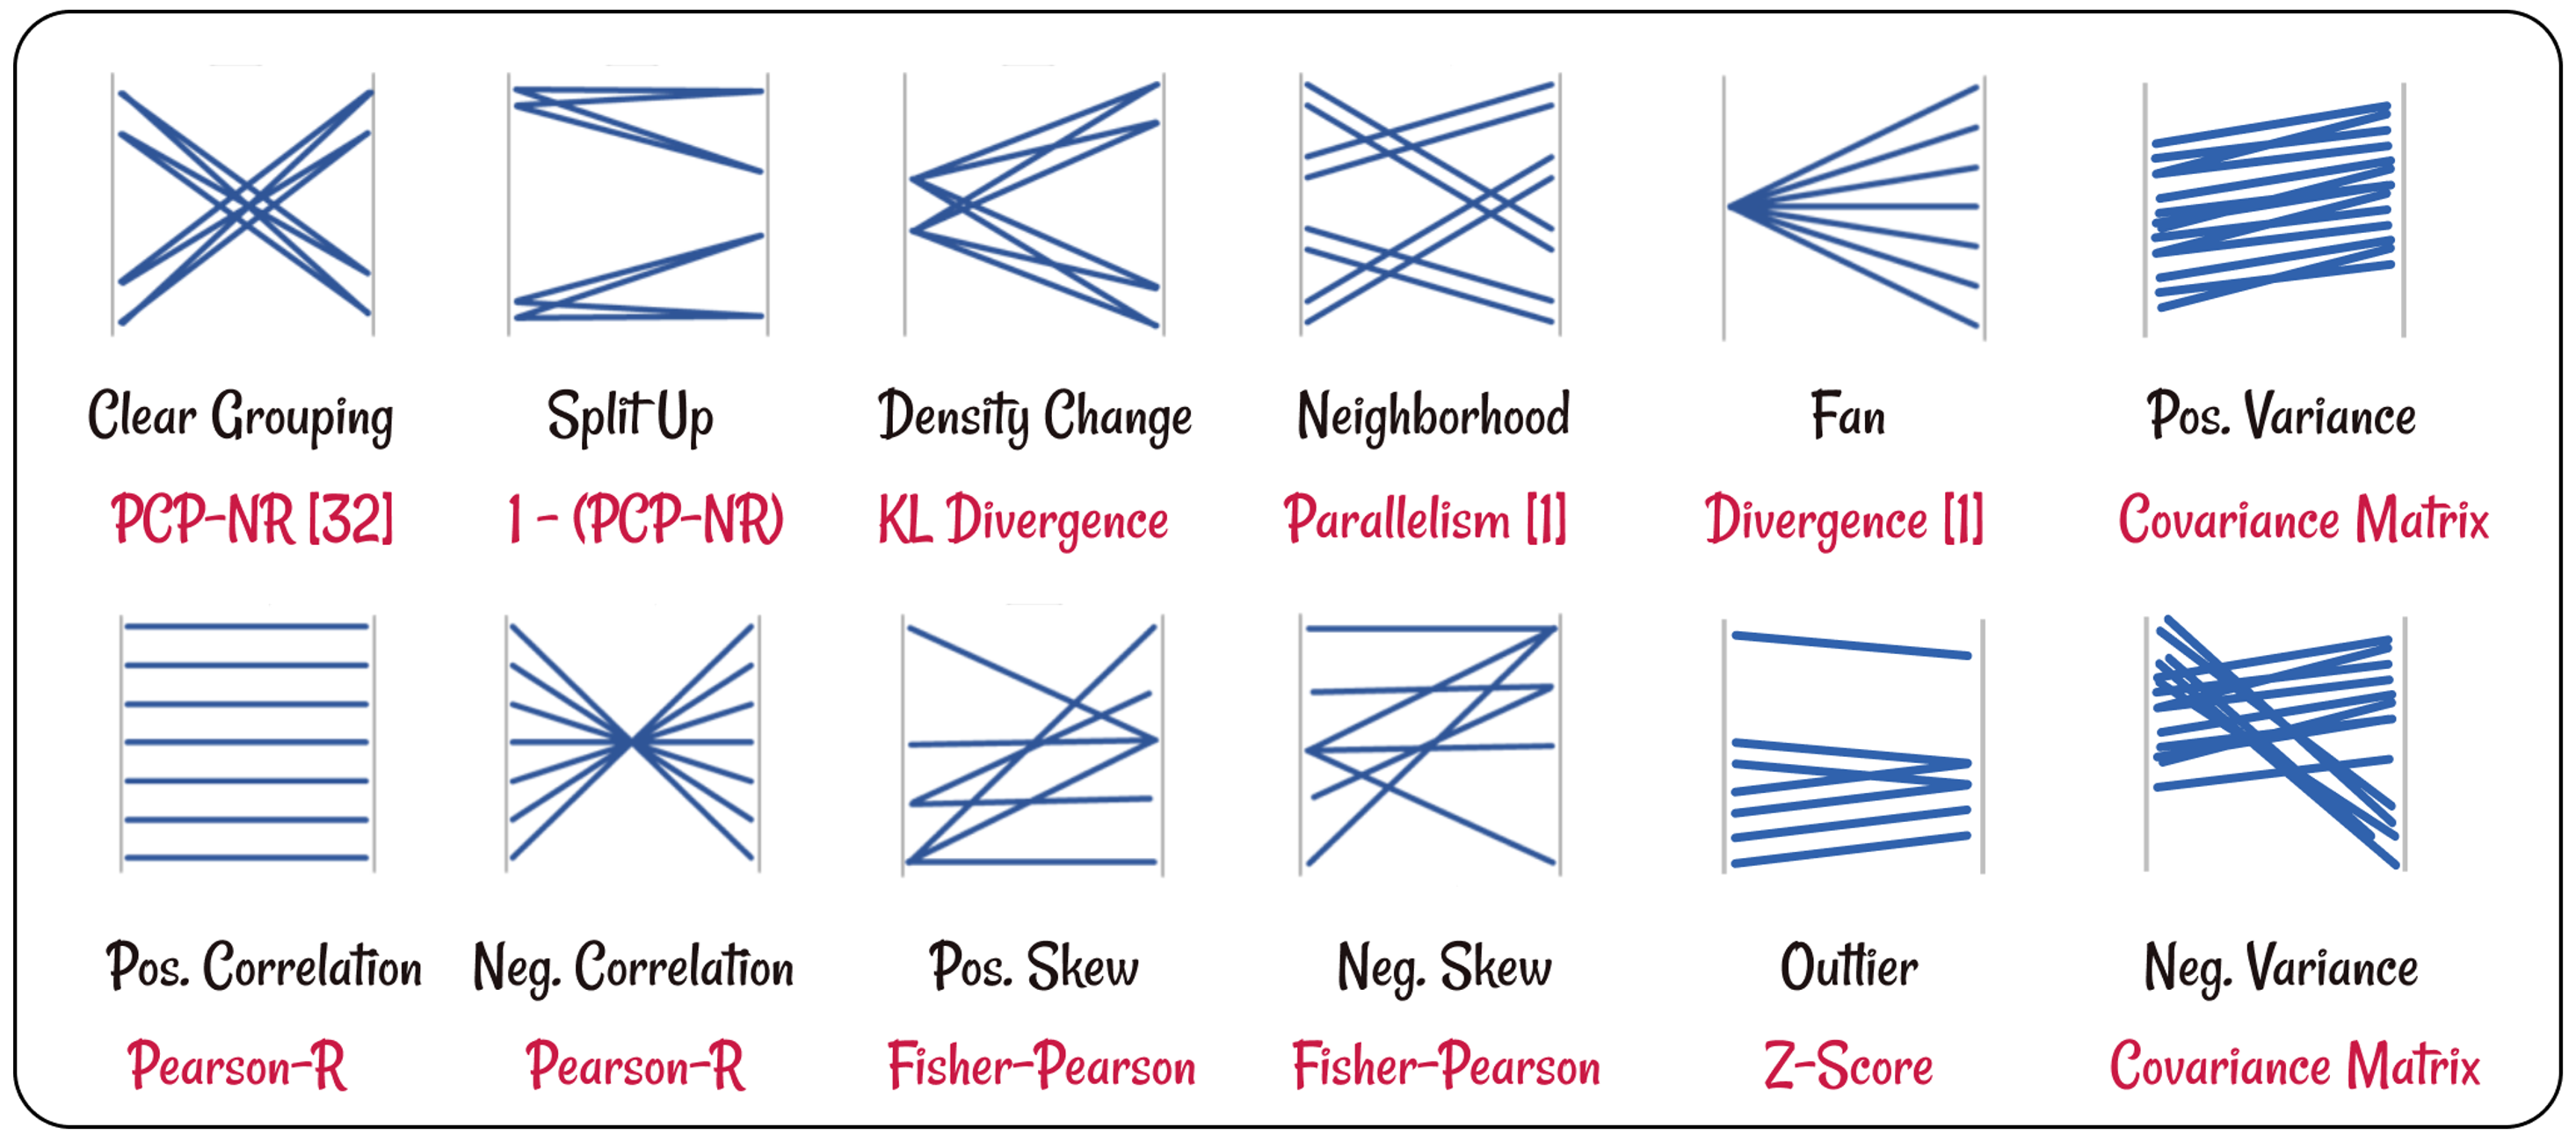 Clear Grouping Split Up Density Change Neighborhood Fan Pos. Variance
PCP-NR [32] 1 - (PCP-NR) KL Divergence Parallelism [1] Divergence [1] Covariance Matrix
Pos. Correlation Neg. Correlation Pos. Skew Neg. Skew Outlier Neg. Variance
Pearson-R Pearson-R Fisher-Pearson Fisher-Pearson Z-Score Covariance Matrix